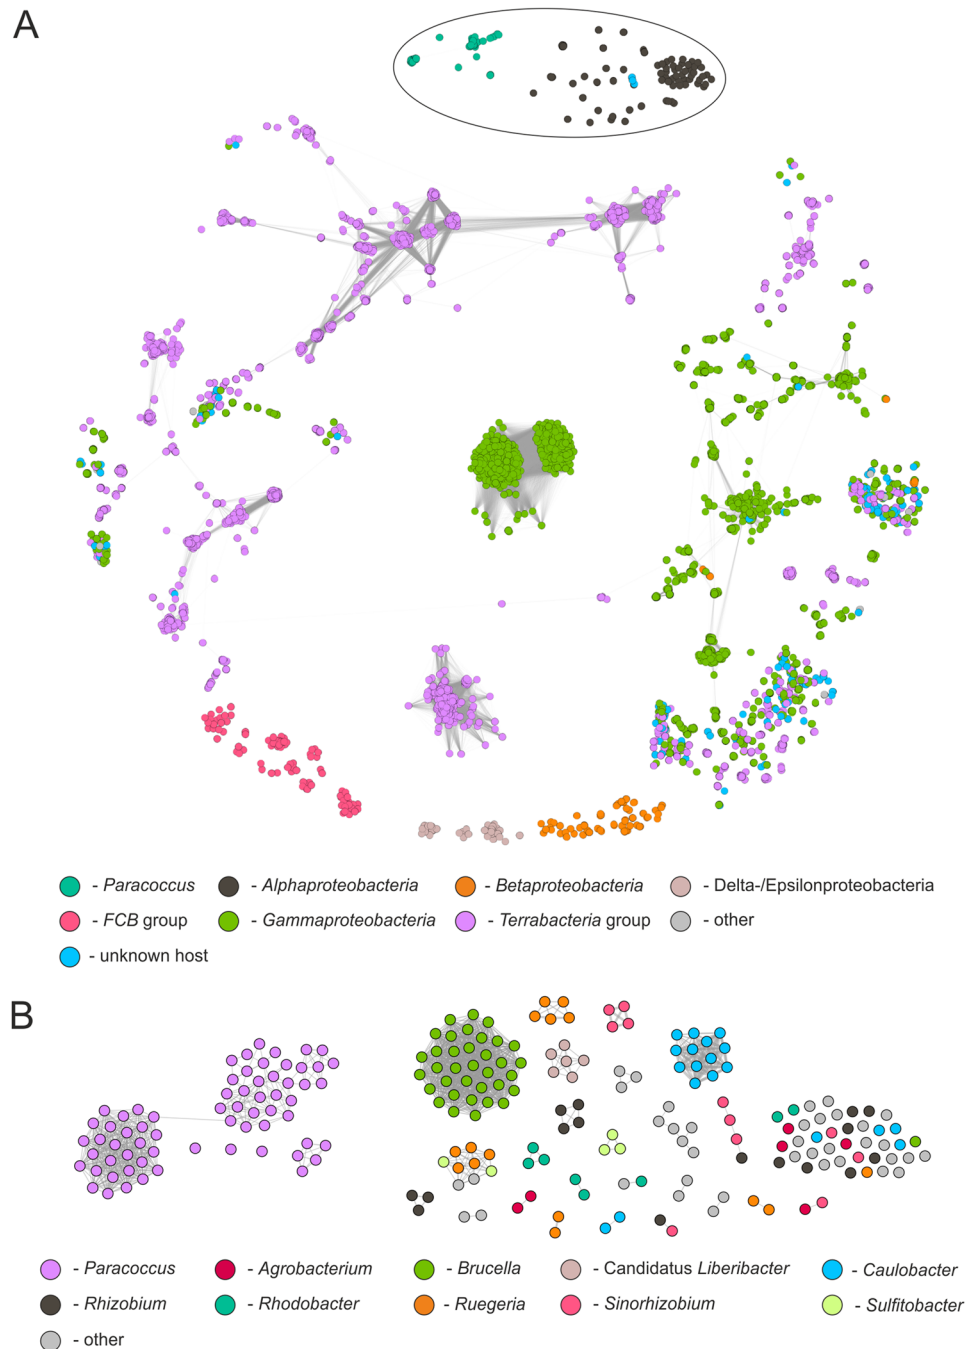 A
- Paracoccus - Alphaproteobacteria - Betaproteobacteria - Delta-/Epsilonproteobacteria
- FCB group - Gammaproteobacteria - Terrabacteria group - other
- unknown host
B
- Paracoccus - Agrobacterium - Brucella - Candidatus Liberibacter - Caulobacter
- Rhizobium - Rhodobacter - Ruegeria - Sinorhizobium - Sulfitobacter
- other